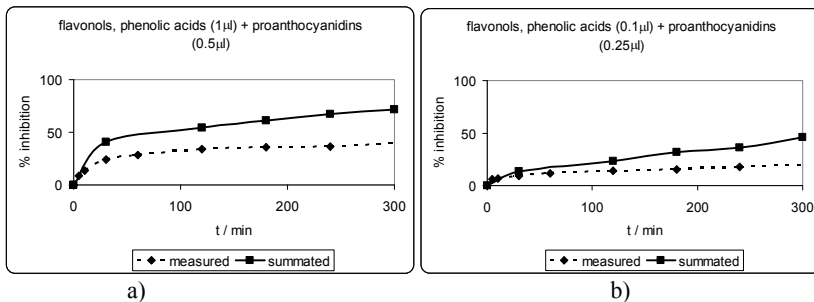 flavonols, phenolic acids (1µl) + proanthocyanidins
(0.5µl)
100
50
0
% inhibition
0 100 200 300
t / min
measured summated
a)
flavonols, phenolic acids (0.1µl) + proanthocyanidins
(0.25µl)
100
50
0
% inhibition
0 100 200 300
t / min
measured summated
b)